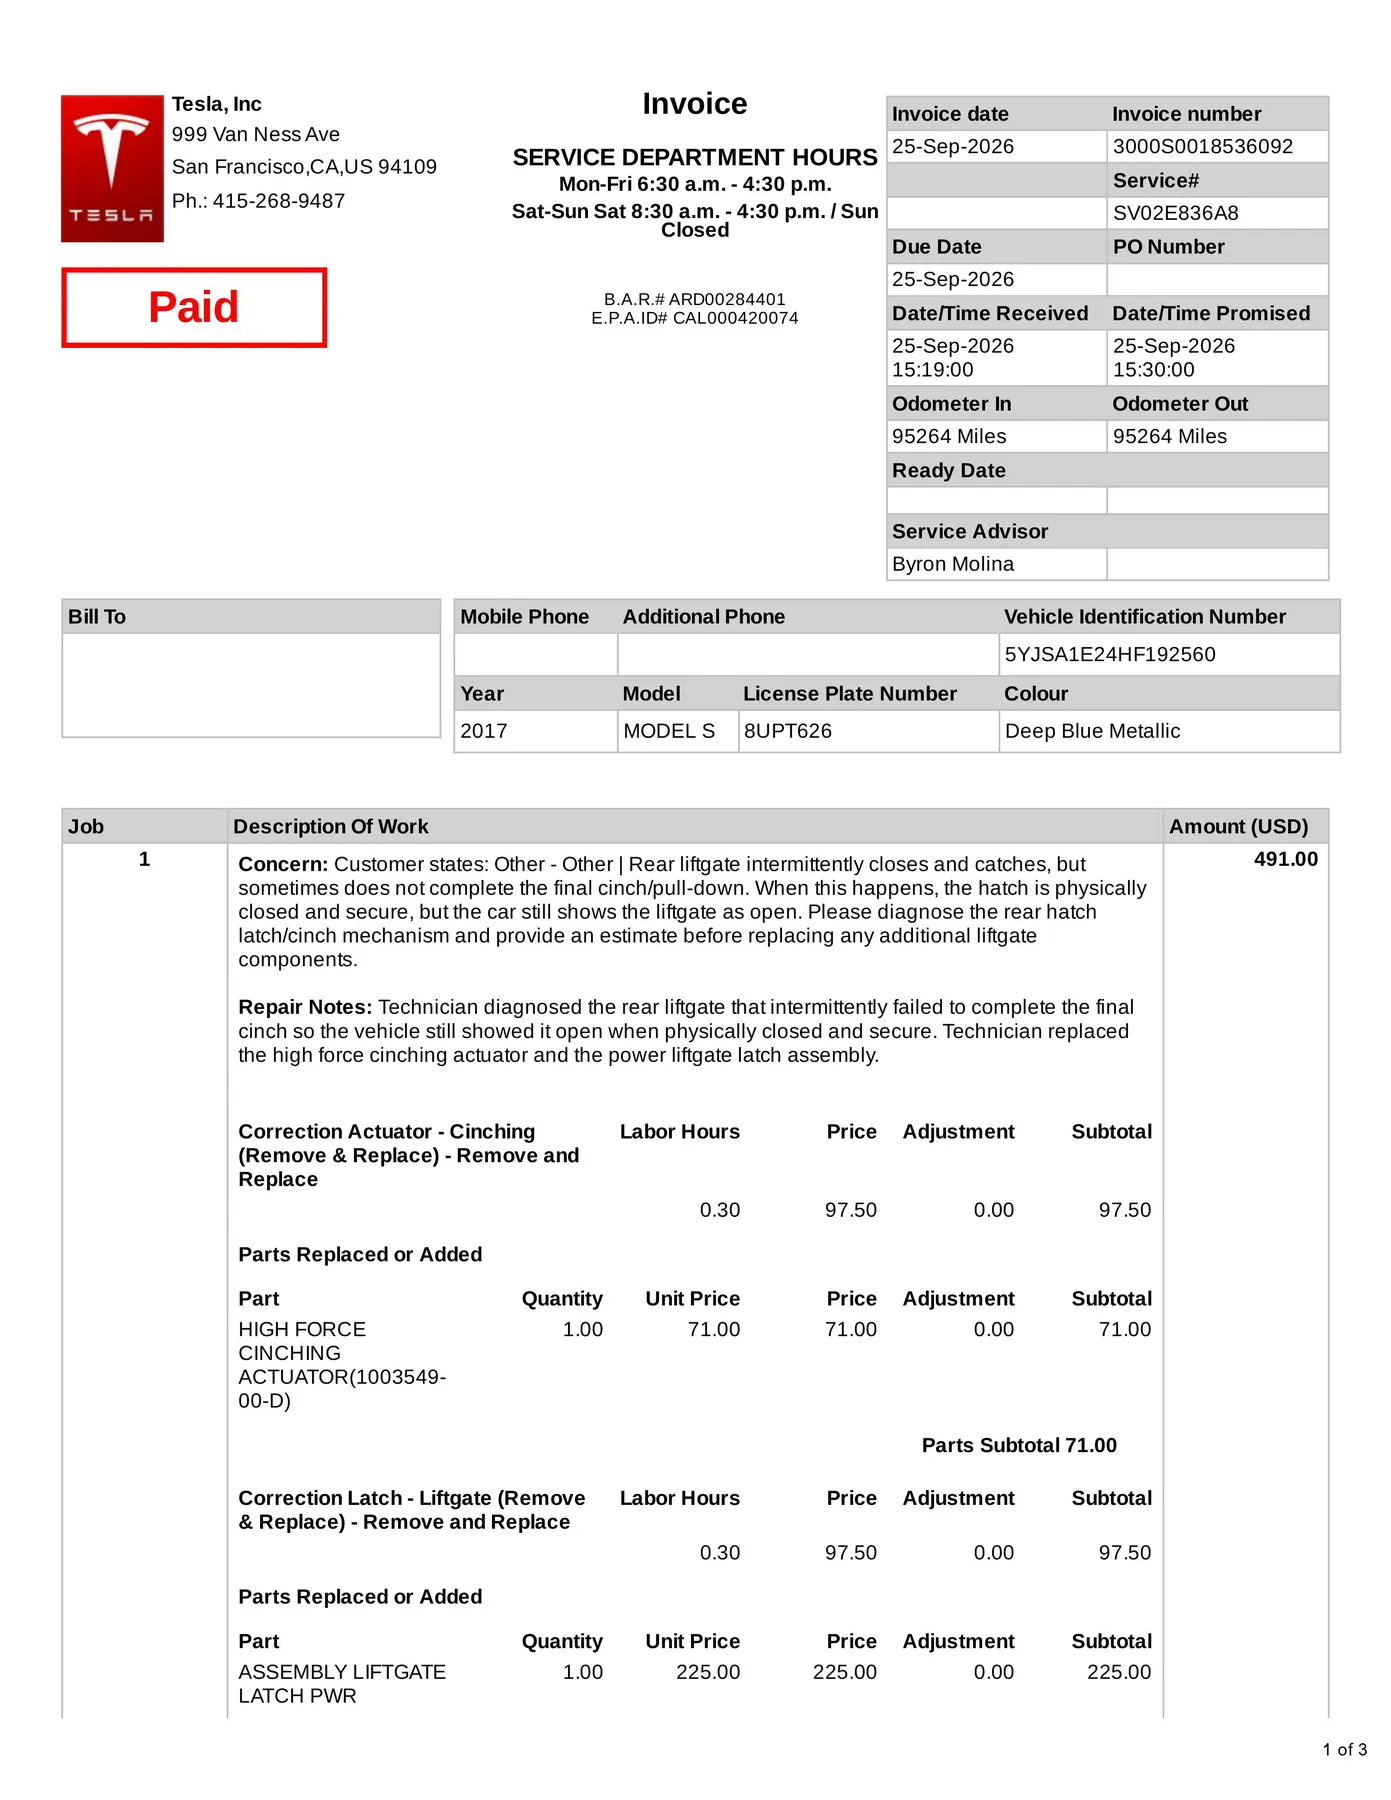 Tesla, Inc
999 Van Ness Ave
San Francisco,CA,US 94109
Ph.: 415-268-9487
TESLA
Paid
Invoice
SERVICE DEPARTMENT HOURS
Mon-Fri 6:30 a.m. - 4:30 p.m.
Sat-Sun Sat 8:30 a.m. - 4:30 p.m. / Sun
Closed
B.A.R.# ARD00284401
E.P.A.ID# CAL000420074
Invoice date Invoice number
25-Sep-2026 3000S0018536092
Service#
SV02E836A8
Due Date PO Number
25-Sep-2026
Date/Time Received Date/Time Promised
25-Sep-2026 25-Sep-2026
15:19:00 15:30:00
Odometer In Odometer Out
95264 Miles 95264 Miles
Ready Date
Service Advisor
Byron Molina
Bill To
Mobile Phone Additional Phone Vehicle Identification Number
5YJSA1E24HF192560
Year Model License Plate Number Colour
2017 MODEL S 8UPT626 Deep Blue Metallic
Job Description Of Work Amount (USD)
1 Concern: Customer states: Other - Other | Rear liftgate intermittently closes and catches, but 491.00
sometimes does not complete the final cinch/pull-down. When this happens, the hatch is physically
closed and secure, but the car still shows the liftgate as open. Please diagnose the rear hatch
latch/cinch mechanism and provide an estimate before replacing any additional liftgate
components.
Repair Notes: Technician diagnosed the rear liftgate that intermittently failed to complete the final
cinch so the vehicle still showed it open when physically closed and secure. Technician replaced
the high force cinching actuator and the power liftgate latch assembly.
Correction Actuator - Cinching Labor Hours Price Adjustment Subtotal
(Remove & Replace) - Remove and
Replace
0.30 97.50 0.00 97.50
Parts Replaced or Added
Part Quantity Unit Price Price Adjustment Subtotal
HIGH FORCE 1.00 71.00 71.00 0.00 71.00
CINCHING
ACTUATOR(1003549-
00-D)
Parts Subtotal 71.00
Correction Latch - Liftgate (Remove Labor Hours Price Adjustment Subtotal
& Replace) - Remove and Replace
0.30 97.50 0.00 97.50
Parts Replaced or Added
Part Quantity Unit Price Price Adjustment Subtotal
ASSEMBLY LIFTGATE 1.00 225.00 225.00 0.00 225.00
LATCH PWR
1 of 3